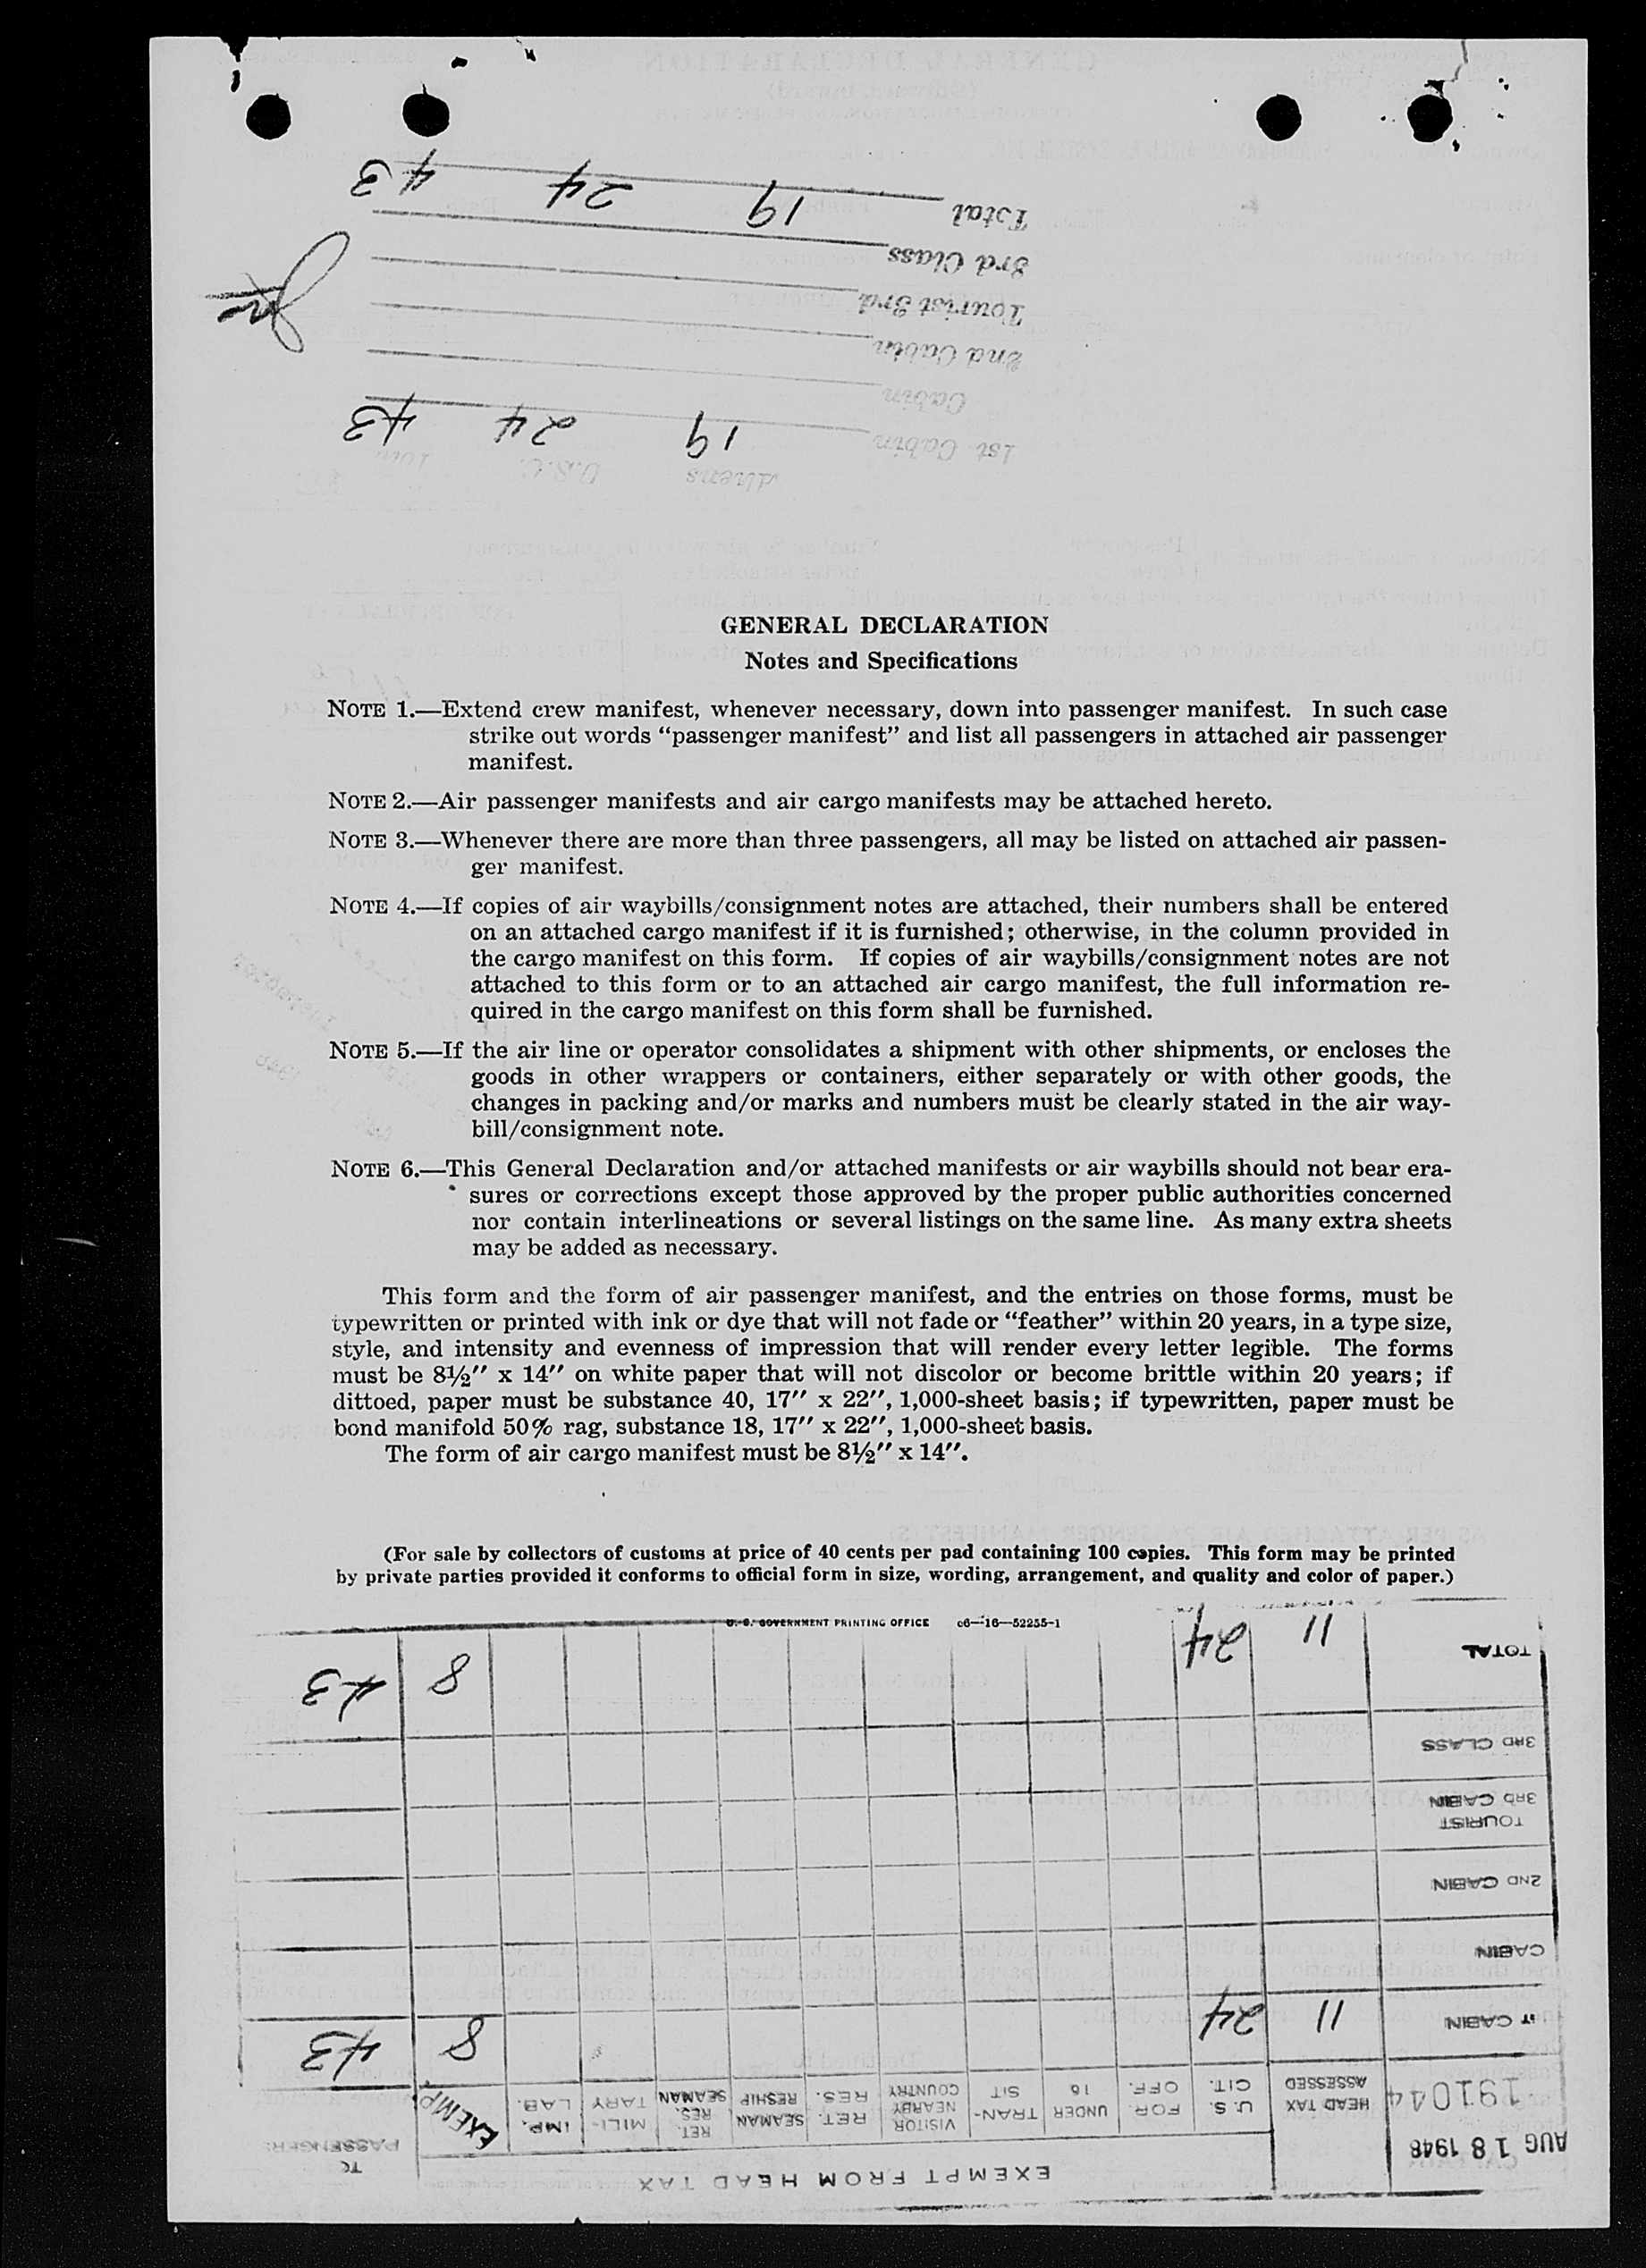 Total 19 24 43
3rd Class
Tourist 3rd
2nd Cabin
Cabin
1st Cabin 19 24 43
Aliens U.S.C. Total
GENERAL DECLARATION
Notes and Specifications
NOTE 1.—Extend crew manifest, whenever necessary, down into passenger manifest. In such case
strike out words “passenger manifest” and list all passengers in attached air passenger
manifest.
NOTE 2.—Air passenger manifests and air cargo manifests may be attached hereto.
NOTE 3.—Whenever there are more than three passengers, all may be listed on attached air passen-
ger manifest.
NOTE 4.—If copies of air waybills/consignment notes are attached, their numbers shall be entered
on an attached cargo manifest if it is furnished; otherwise, in the column provided in
the cargo manifest on this form. If copies of air waybills/consignment notes are not
attached to this form or to an attached air cargo manifest, the full information re-
quired in the cargo manifest on this form shall be furnished.
NOTE 5.—If the air line or operator consolidates a shipment with other shipments, or encloses the
goods in other wrappers or containers, either separately or with other goods, the
changes in packing and/or marks and numbers must be clearly stated in the air way-
bill/consignment note.
NOTE 6.—This General Declaration and/or attached manifests or air waybills should not bear era-
sures or corrections except those approved by the proper public authorities concerned
nor contain interlineations or several listings on the same line. As many extra sheets
may be added as necessary.
This form and the form of air passenger manifest, and the entries on those forms, must be
typewritten or printed with ink or dye that will not fade or “feather” within 20 years, in a type size,
style, and intensity and evenness of impression that will render every letter legible. The forms
must be 8½″ x 14″ on white paper that will not discolor or become brittle within 20 years; if
dittoed, paper must be substance 40, 17″ x 22″, 1,000-sheet basis; if typewritten, paper must be
bond manifold 50% rag, substance 18, 17″ x 22″, 1,000-sheet basis.
The form of air cargo manifest must be 8½″ x 14″.
(For sale by collectors of customs at price of 40 cents per pad containing 100 copies. This form may be printed
by private parties provided it conforms to official form in size, wording, arrangement, and quality and color of paper.)
U. S. GOVERNMENT PRINTING OFFICE c6—16—52255-1
TOTAL 11 24 8 43
3RD CLASS
TOURIST
3RD CABIN
2ND CABIN
CABIN
1T CABIN 11 24 8 43
191044
HEAD TAX ASSESSED
U. S. CIT.
FOR. OFF.
UNDER 16
TRAN- SIT
VISITOR NEARBY COUNTRY
RET. RES.
SEAMAN RESHIP
RET. RES. SEAMAN
MILI- TARY
IMP. LAB.
EXEMP.
PASSENGERS
AUG 18 1948
EXEMPT FROM HEAD TAX